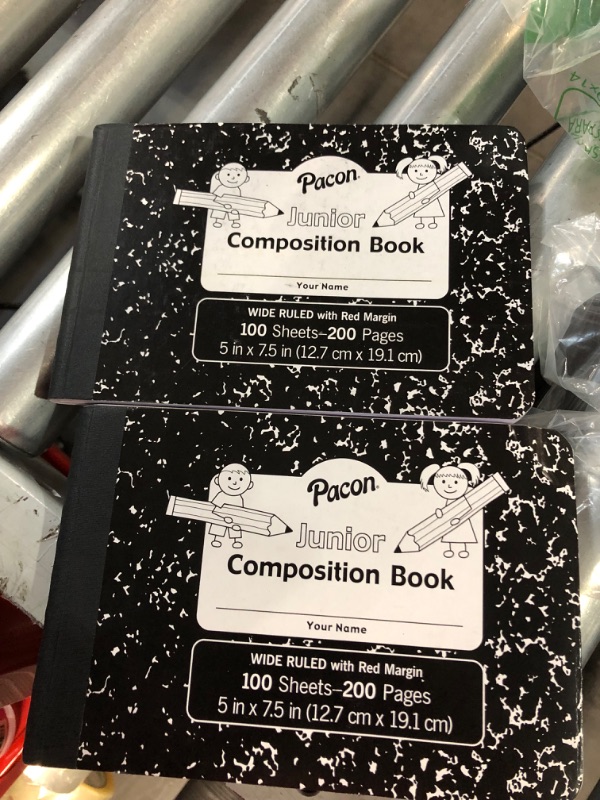 Pacon
Junior
Composition Book
Your Name
WIDE RULED with Red Margin
100 Sheets–200 Pages
5 in x 7.5 in (12.7 cm x 19.1 cm)
Pacon
Junior
Composition Book
Your Name
WIDE RULED with Red Margin
100 Sheets–200 Pages
5 in x 7.5 in (12.7 cm x 19.1 cm)
PARA